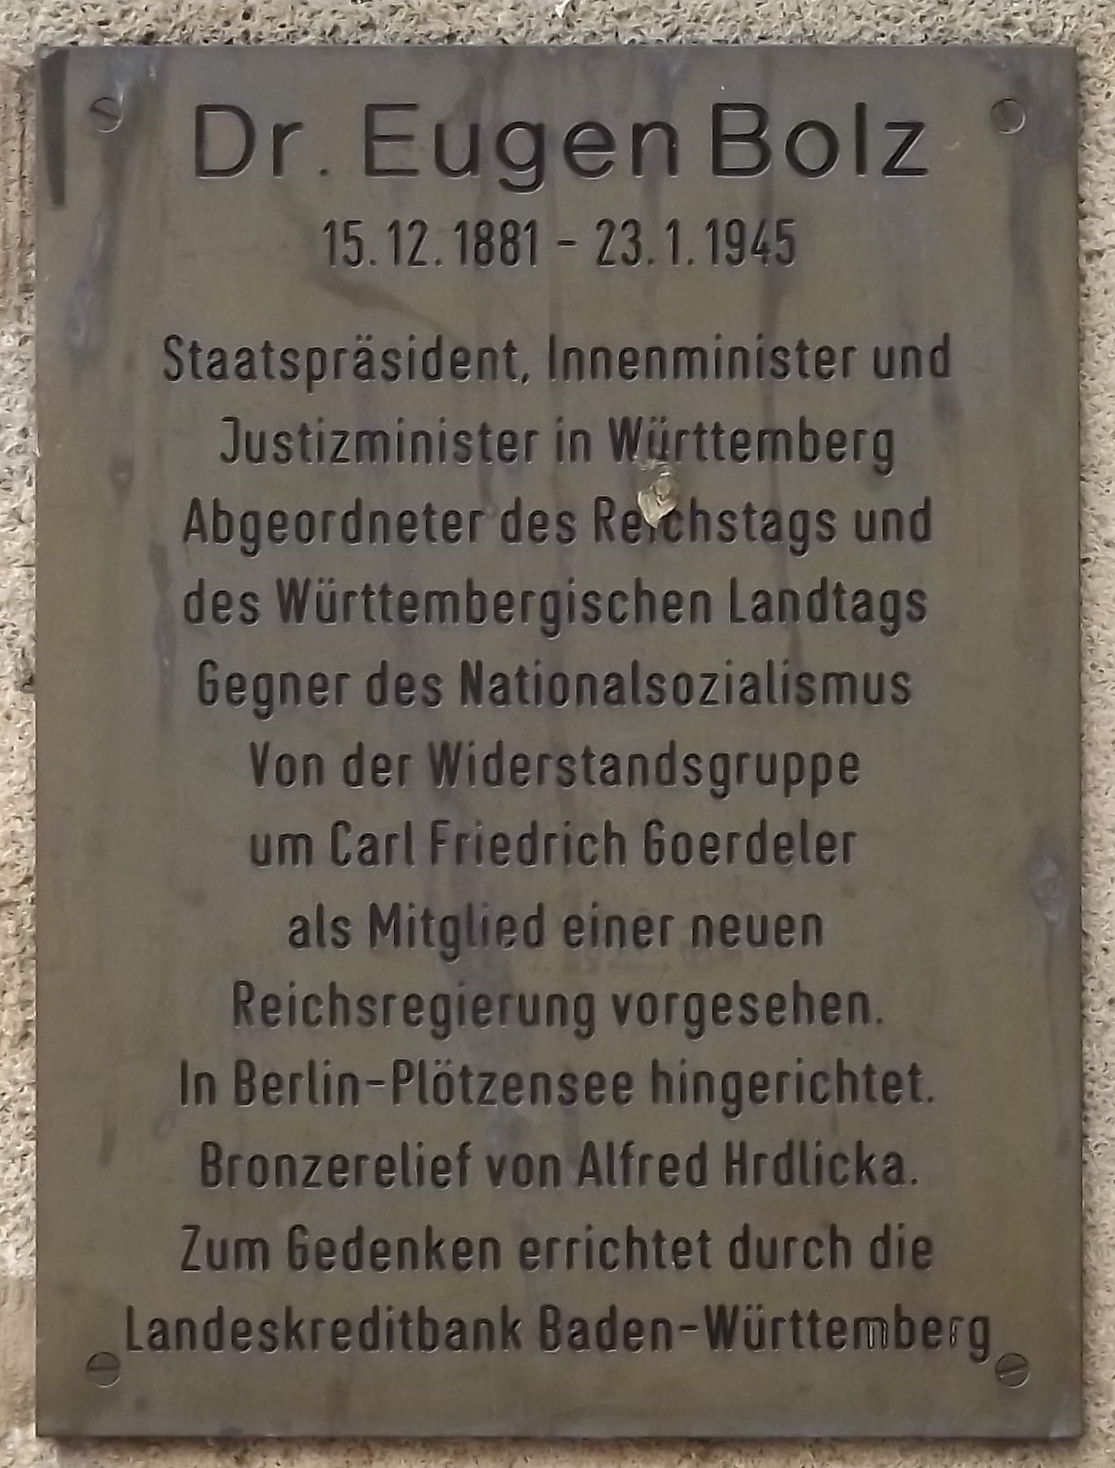 Dr. Eugen Bolz
15.12.1881 - 23.1.1945
Staatspräsident, Innenminister und
Justizminister in Württemberg
Abgeordneter des Reichstags und
des Württembergischen Landtags
Gegner des Nationalsozialismus
Von der Widerstandsgruppe
um Carl Friedrich Goerdeler
als Mitglied einer neuen
Reichsregierung vorgesehen.
In Berlin-Plötzensee hingerichtet.
Bronzerelief von Alfred Hrdlicka.
Zum Gedenken errichtet durch die
Landeskreditbank Baden-Württemberg